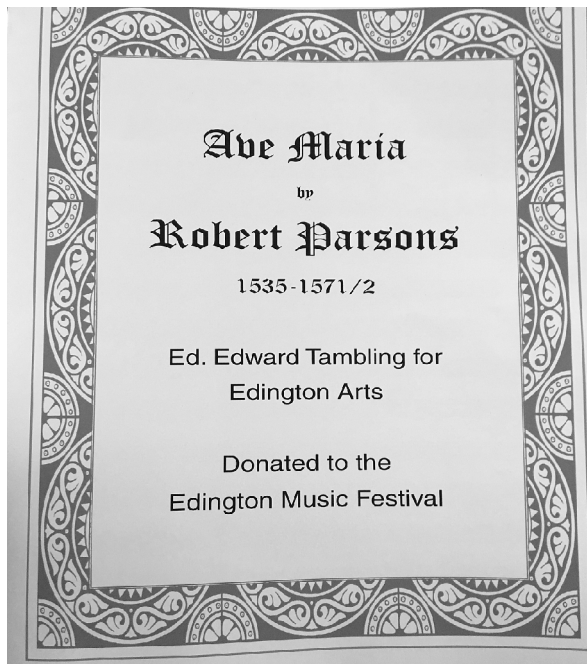 Ave Maria
by
Robert Parsons
1535-1571/2
Ed. Edward Tambling for
Edington Arts
Donated to the
Edington Music Festival